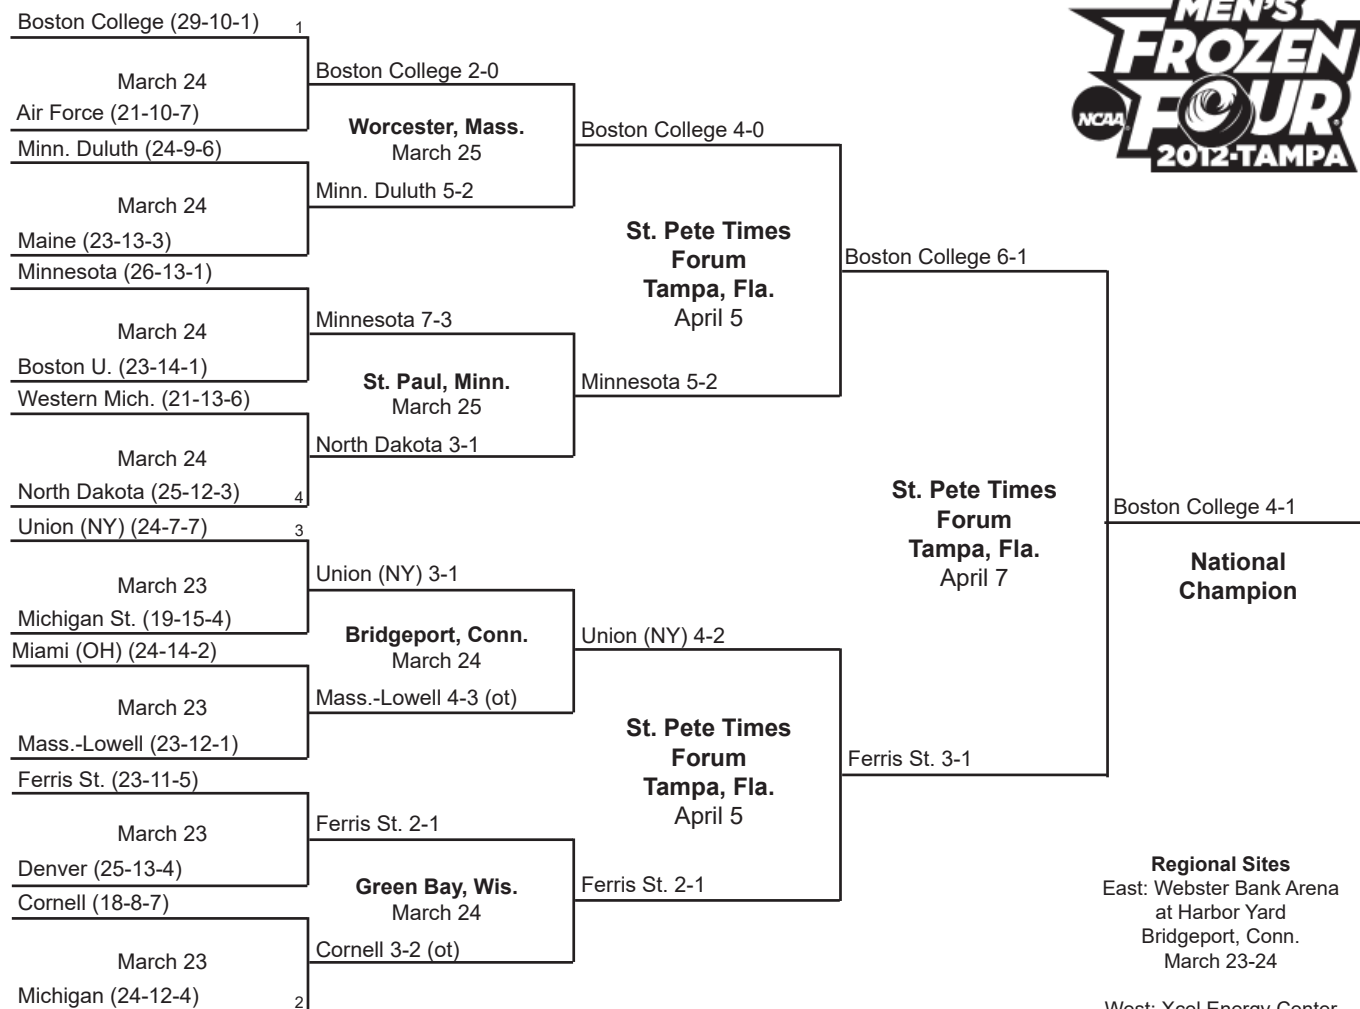 Boston College (29-10-1) 1
March 24
Air Force (21-10-7)
Minn. Duluth (24-9-6)
March 24
Maine (23-13-3)
Minnesota (26-13-1)
March 24
Boston U. (23-14-1)
Western Mich. (21-13-6)
March 24
North Dakota (25-12-3) 4
Union (NY) (24-7-7) 3
March 23
Michigan St. (19-15-4)
Miami (OH) (24-14-2)
March 23
Mass.-Lowell (23-12-1)
Ferris St. (23-11-5)
March 23
Denver (25-13-4)
Cornell (18-8-7)
March 23
Michigan (24-12-4) 2
Boston College 2-0
Worcester, Mass.
March 25
Minn. Duluth 5-2
Minnesota 7-3
St. Paul, Minn.
March 25
North Dakota 3-1
Union (NY) 3-1
Bridgeport, Conn.
March 24
Mass.-Lowell 4-3 (ot)
Ferris St. 2-1
Green Bay, Wis.
March 24
Cornell 3-2 (ot)
Boston College 4-0
St. Pete Times
Forum
Tampa, Fla.
April 5
Minnesota 5-2
Union (NY) 4-2
St. Pete Times
Forum
Tampa, Fla.
April 5
Ferris St. 2-1
Boston College 6-1
St. Pete Times
Forum
Tampa, Fla.
April 7
Ferris St. 3-1
Boston College 4-1
National
Champion
MEN'S
FROZEN
FOUR
NCAA
2012-TAMPA
Regional Sites
East: Webster Bank Arena
at Harbor Yard
Bridgeport, Conn.
March 23-24
West: Xcel Energy Center